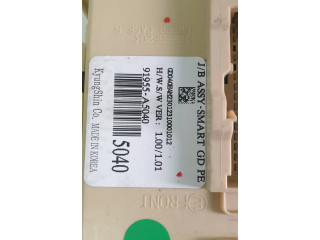 J/B ASSY-SMART GD PE
H/W.S/W VER : 1.00/1.01
91955-A5040
5040
KyungShin Co. MADE IN KOREA
FRONT